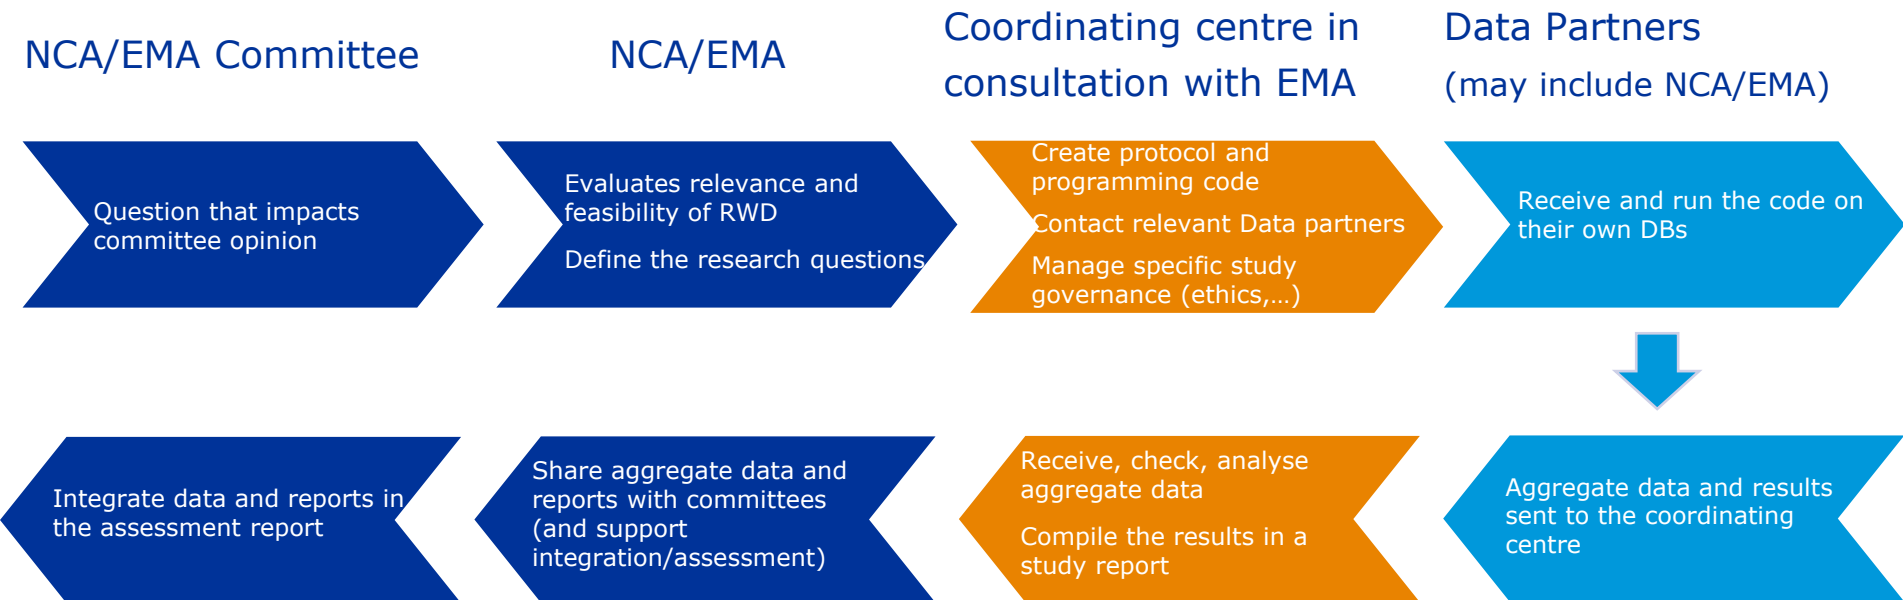 NCA/EMA Committee
NCA/EMA
Coordinating centre in
consultation with EMA
Data Partners
(may include NCA/EMA)
Question that impacts
committee opinion
Evaluates relevance and
feasibility of RWD
Define the research questions
Create protocol and
programming code
Contact relevant Data partners
Manage specific study
governance (ethics,…)
Receive and run the code on
their own DBs
Integrate data and reports in
the assessment report
Share aggregate data and
reports with committees
(and support
integration/assessment)
Receive, check, analyse
aggregate data
Compile the results in a
study report
Aggregate data and results
sent to the coordinating
centre